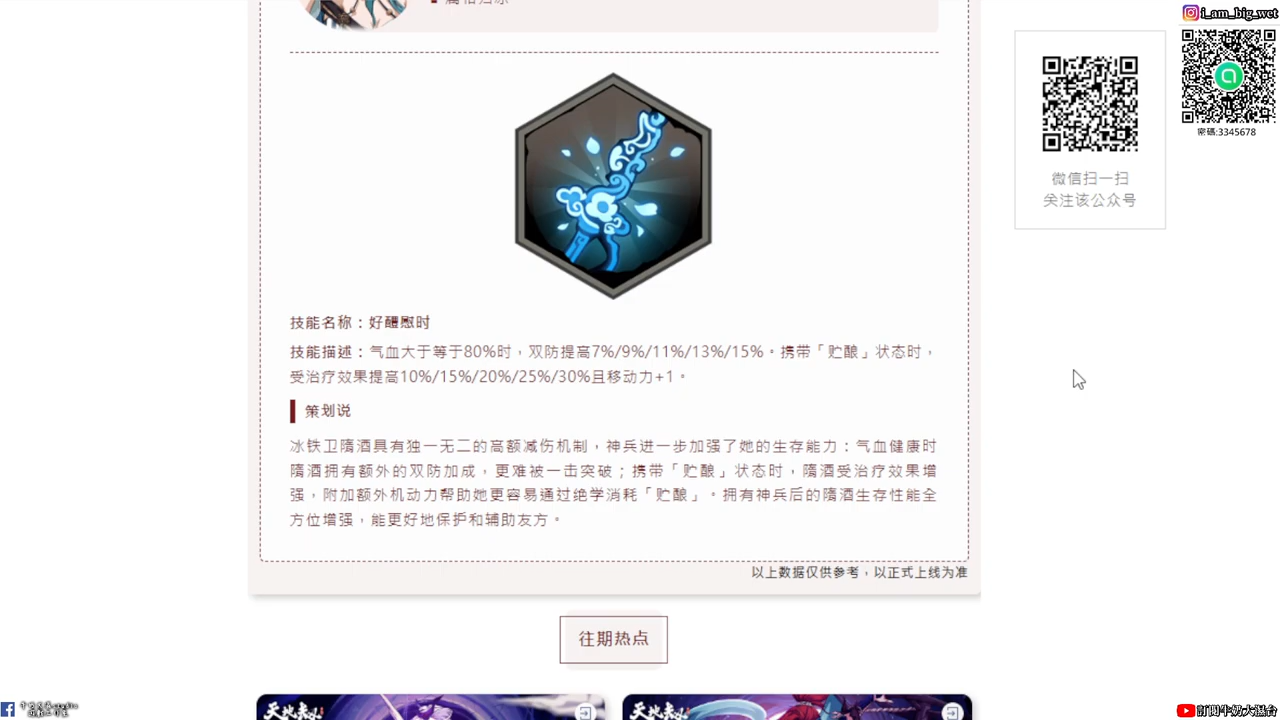 i_am_big_wet
密碼:3345678
微信扫一扫
关注该公众号
技能名称：好醴慰时
技能描述：气血大于等于80%时，双防提高7%/9%/11%/13%/15%。携带「贮酿」状态时，
受治疗效果提高10%/15%/20%/25%/30%且移动力+1。
策划说
冰铁卫隋酒具有独一无二的高额减伤机制，神兵进一步加强了她的生存能力：气血健康时
隋酒拥有额外的双防加成，更难被一击突破；携带「贮酿」状态时，隋酒受治疗效果增
强，附加额外机动力帮助她更容易通过绝学消耗「贮酿」。拥有神兵后的隋酒生存性能全
方位增强，能更好地保护和辅助友方。
以上数据仅供参考，以正式上线为准
往期热点
天地劫
天地劫